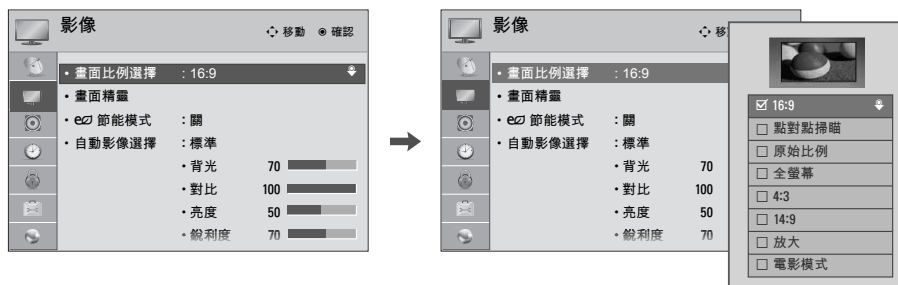 影像
移動 確認
• 畫面比例選擇 : 16:9
• 畫面精靈
• 節能模式 : 關
• 自動影像選擇 : 標準
• 背光 70
• 對比 100
• 亮度 50
• 銳利度 70
影像
移
• 畫面比例選擇 : 16:9
• 畫面精靈
• 節能模式 : 關
• 自動影像選擇 : 標準
• 背光 70
• 對比 100
• 亮度 50
• 銳利度 70
16:9
點對點掃瞄
原始比例
全螢幕
4:3
14:9
放大
電影模式